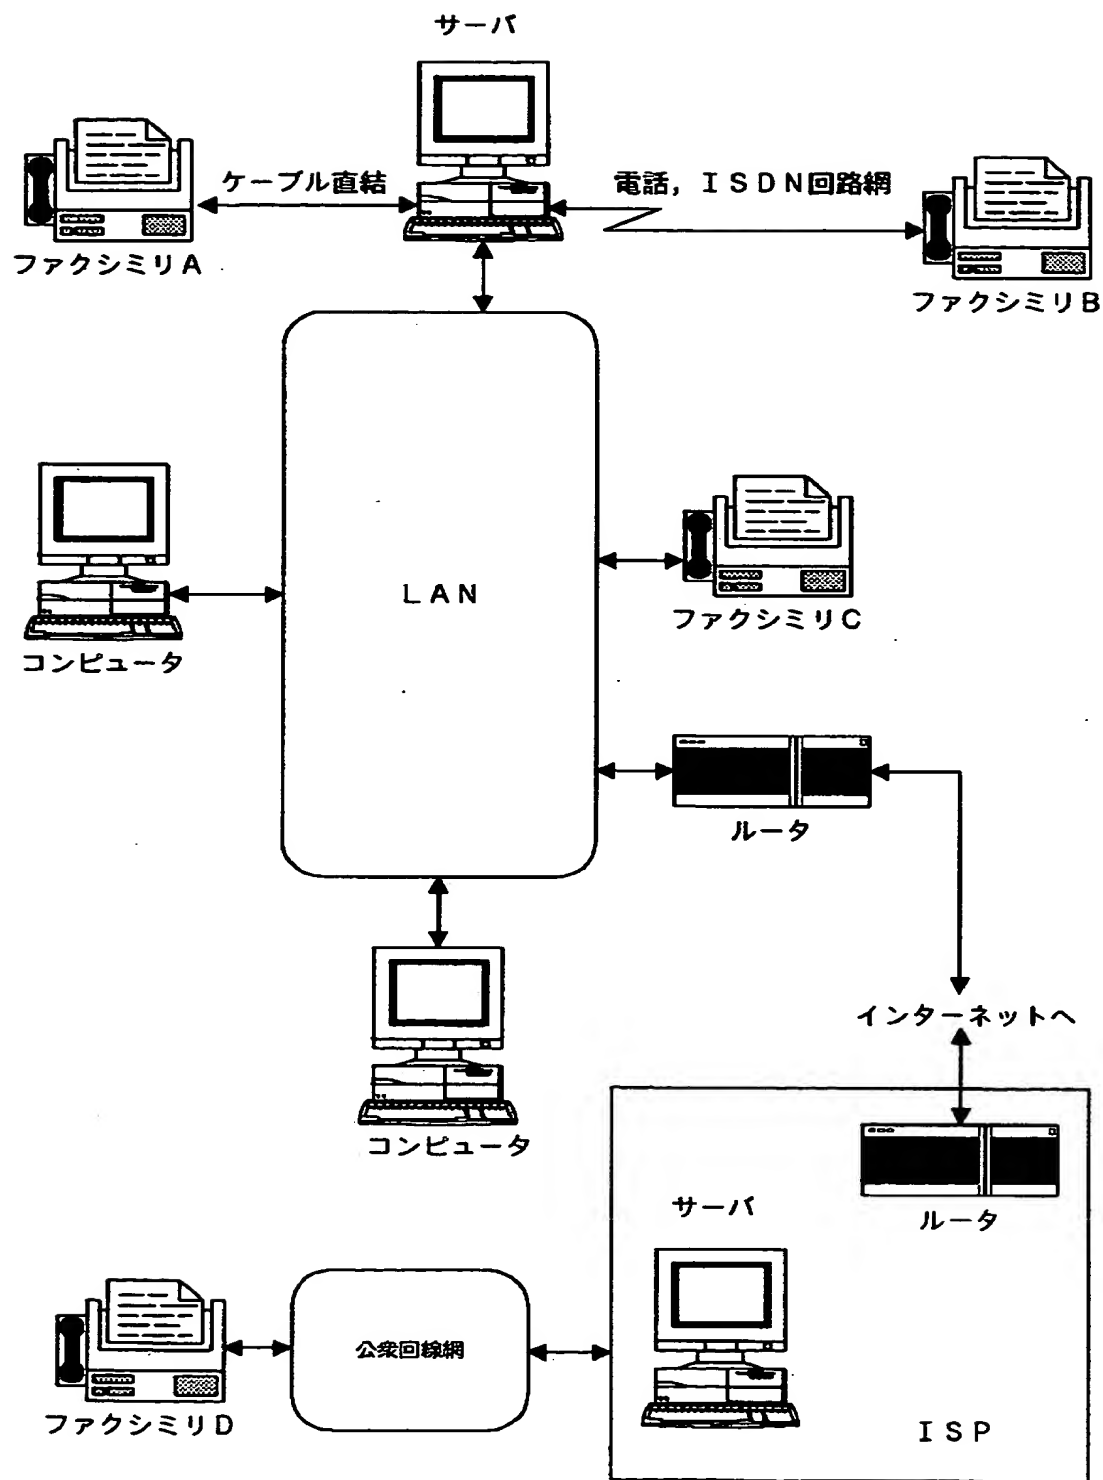 サーバ
ケーブル直結
電話，ＩＳＤＮ回路網
ファクシミリＡ
ファクシミリＢ
ＬＡＮ
ファクシミリＣ
コンピュータ
ルータ
インターネットへ
コンピュータ
サーバ
ルータ
公衆回線網
ファクシミリＤ
ＩＳＰ